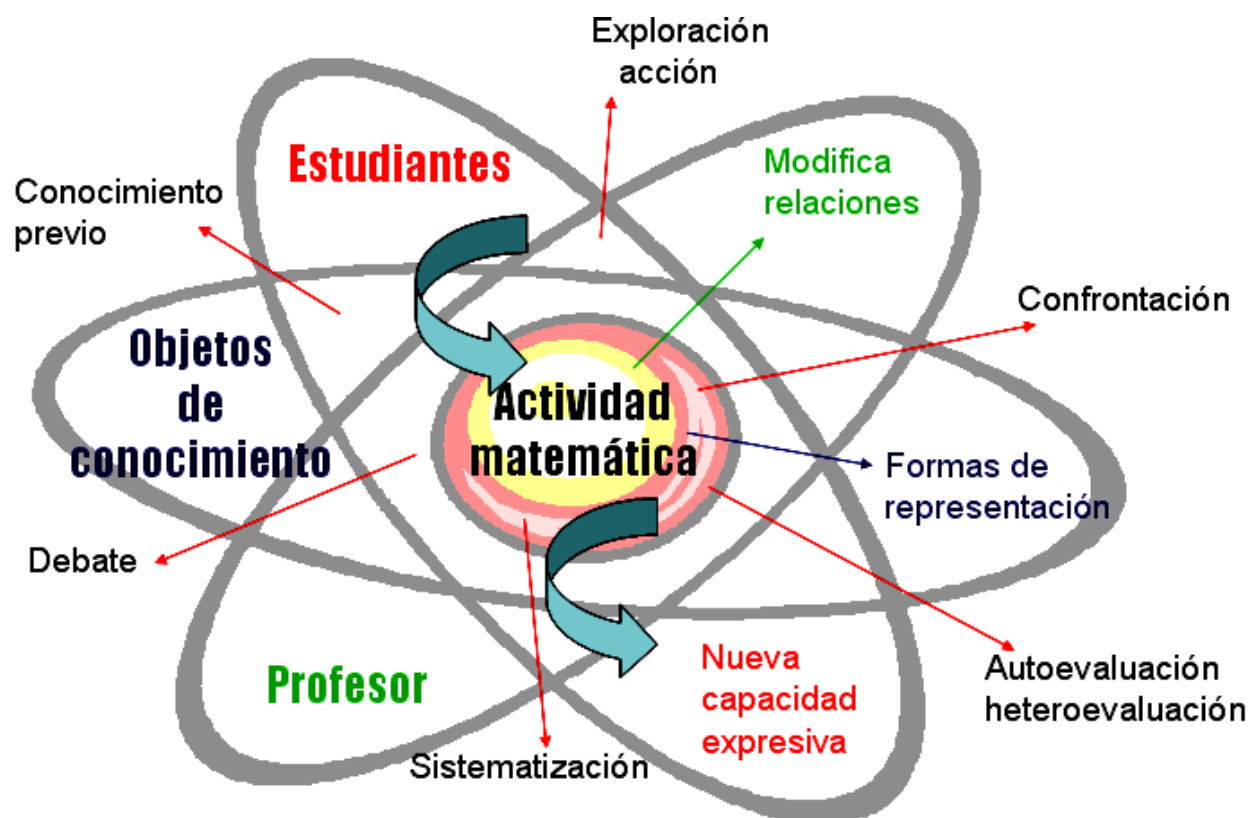 Exploración
acción
Estudiantes
Modifica
relaciones
Conocimiento
previo
Confrontación
Objetos
de
conocimiento
Actividad
matemática
Formas de
representación
Debate
Profesor
Nueva
capacidad
expresiva
Autoevaluación
heteroevaluación
Sistematización